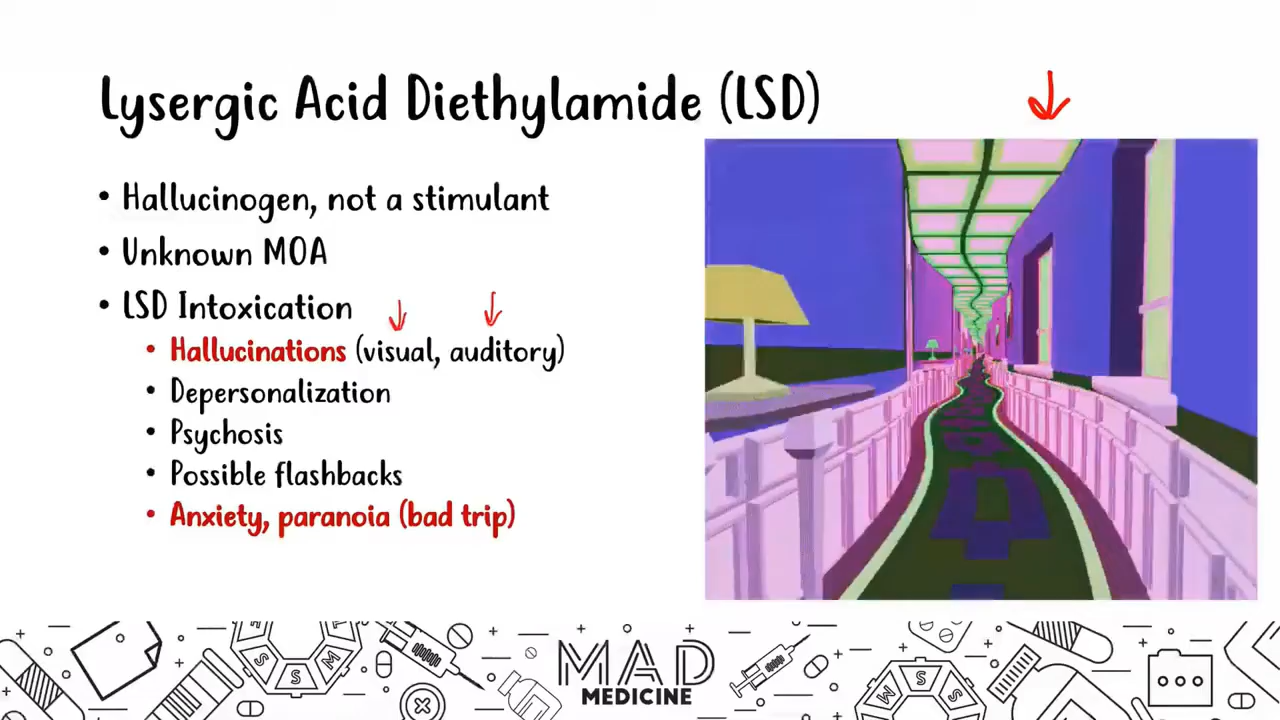 Lysergic Acid Diethylamide (LSD)
• Hallucinogen, not a stimulant
• Unknown MOA
• LSD Intoxication
• Hallucinations (visual, auditory)
• Depersonalization
• Psychosis
• Possible flashbacks
• Anxiety, paranoia (bad trip)
S S M
MAD
MEDICINE
M S S